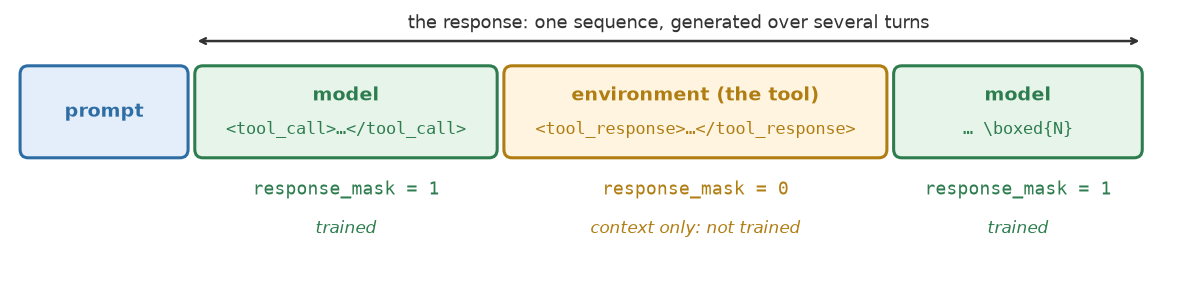 the response: one sequence, generated over several turns
prompt
model
<tool_call>…</tool_call>
environment (the tool)
<tool_response>…</tool_response>
model
… \boxed{N}
response_mask = 1
response_mask = 0
response_mask = 1
trained
context only: not trained
trained